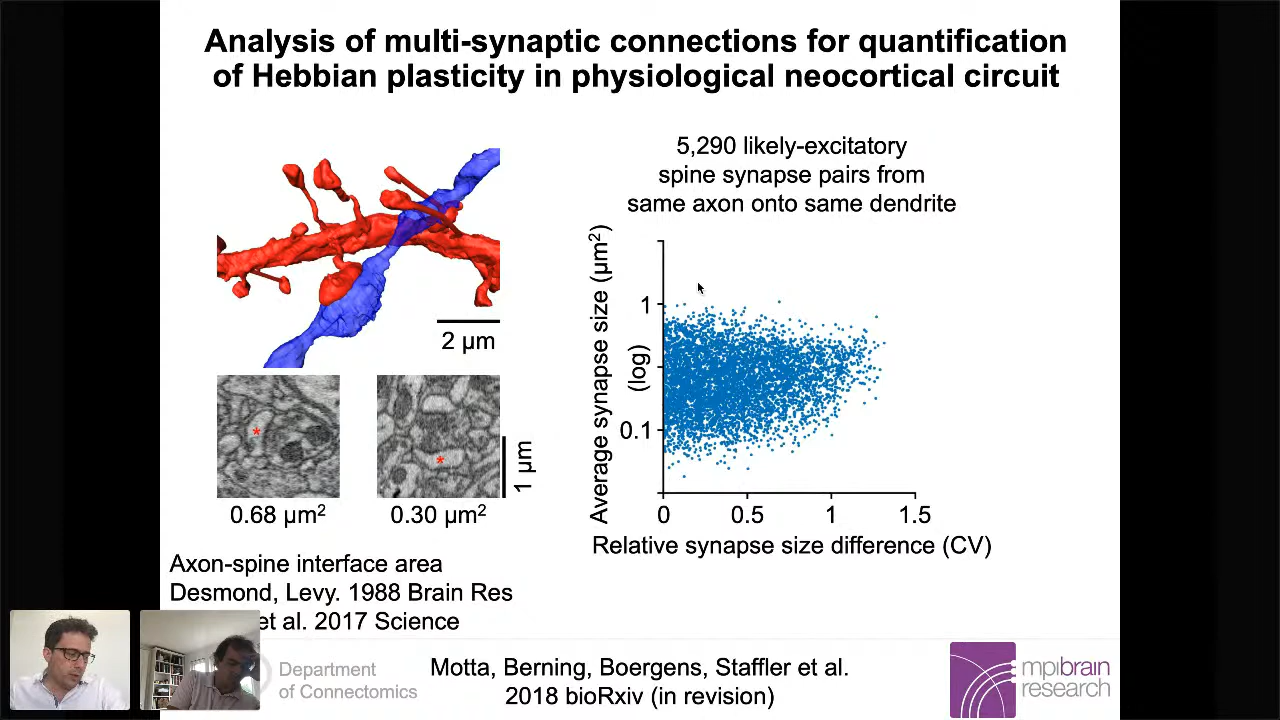 Analysis of multi-synaptic connections for quantification
of Hebbian plasticity in physiological neocortical circuit
5,290 likely-excitatory
spine synapse pairs from
same axon onto same dendrite
2 µm
*
*
1 µm
0.68 µm²
0.30 µm²
Average synapse size (µm²)
(log)
1
0.1
0
0.5
1
1.5
Relative synapse size difference (CV)
Axon-spine interface area
Desmond, Levy. 1988 Brain Res
et al. 2017 Science
Department
of Connectomics
Motta, Berning, Boergens, Staffler et al.
2018 bioRxiv (in revision)
mpibrain
research